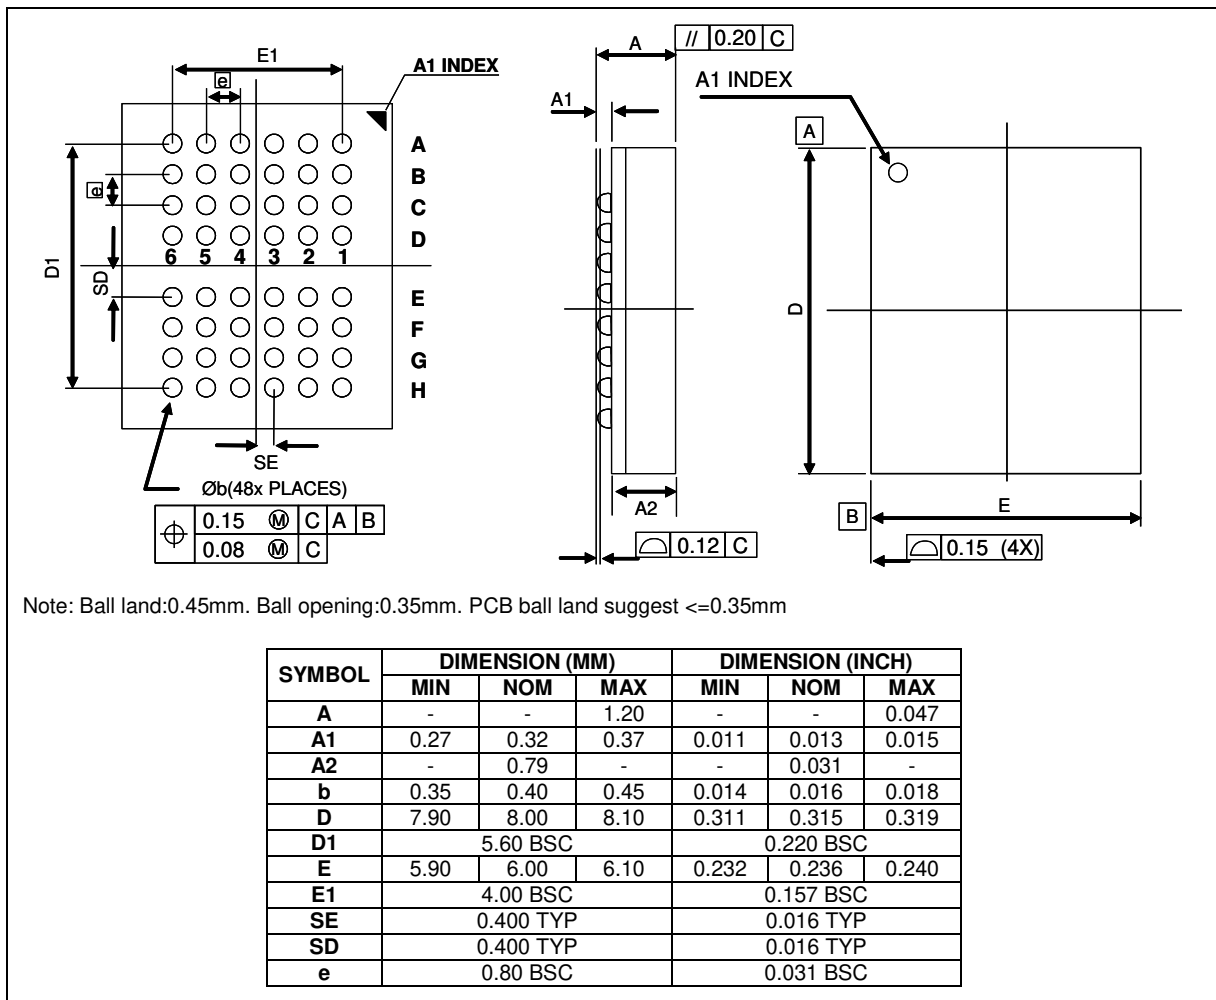 E1
e
A1 INDEX
A
B
C
D
6 5 4 3 2 1
E
F
G
H
D1
e
SD
SE
Øb(48x PLACES)
0.15 Ⓜ C A B
0.08 Ⓜ C
A
// 0.20 C
A1
A2
0.12 C
A1 INDEX
A
D
B
E
0.15 (4X)
Note: Ball land:0.45mm. Ball opening:0.35mm. PCB ball land suggest <=0.35mm
SYMBOL DIMENSION (MM) DIMENSION (INCH)
MIN NOM MAX MIN NOM MAX
A - - 1.20 - - 0.047
A1 0.27 0.32 0.37 0.011 0.013 0.015
A2 - 0.79 - - 0.031 -
b 0.35 0.40 0.45 0.014 0.016 0.018
D 7.90 8.00 8.10 0.311 0.315 0.319
D1 5.60 BSC 0.220 BSC
E 5.90 6.00 6.10 0.232 0.236 0.240
E1 4.00 BSC 0.157 BSC
SE 0.400 TYP 0.016 TYP
SD 0.400 TYP 0.016 TYP
e 0.80 BSC 0.031 BSC